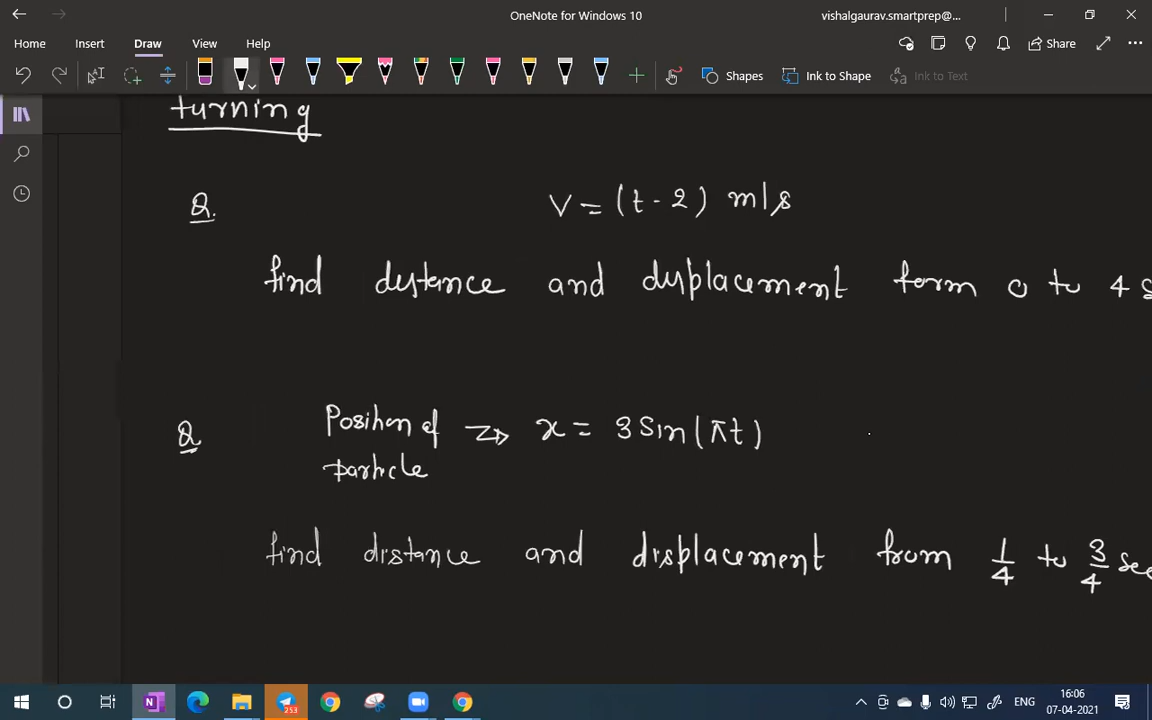 OneNote for Windows 10
vishalgaurav.smartprep@...
Home Insert Draw View Help
Share
Shapes Ink to Shape Ink to Text
turning
Q. V = (t - 2) m/s
find distance and displacement form 0 to 4 S
Q Position of particle → x = 3 Sin (πt)
find distance and displacement from 1/4 to 3/4 sec
253
ENG
16:06
07-04-2021